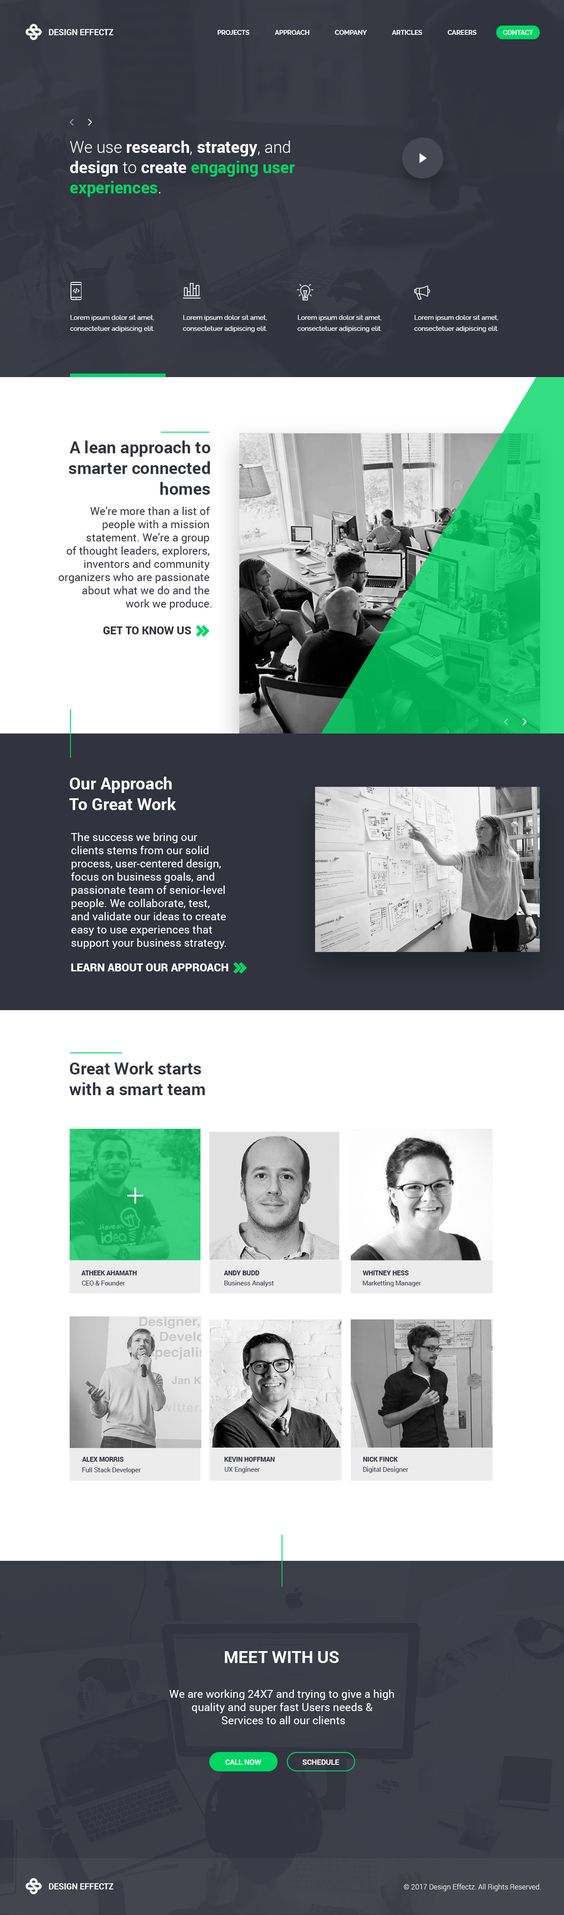 DESIGN EFFECTZ
PROJECTS
APPROACH
COMPANY
ARTICLES
CAREERS
CONTACT
We use research, strategy, and
design to create engaging user
experiences.
Lorem ipsum dolor sit amet,
consectetuer adipiscing elit.
Lorem ipsum dolor sit amet,
consectetuer adipiscing elit.
Lorem ipsum dolor sit amet,
consectetuer adipiscing elit.
Lorem ipsum dolor sit amet,
consectetuer adipiscing elit.
A lean approach to
smarter connected
homes
We're more than a list of
people with a mission
statement. We're a group
of thought leaders, explorers,
inventors and community
organizers who are passionate
about what we do and the
work we produce.
GET TO KNOW US
Our Approach
To Great Work
The success we bring our
clients stems from our solid
process, user-centered design,
focus on business goals, and
passionate team of senior-level
people. We collaborate, test,
and validate our ideas to create
easy to use experiences that
support your business strategy.
LEARN ABOUT OUR APPROACH
Great Work starts
with a smart team
idea
ATHEEK AHAMATH
CEO & Founder
ANDY BUDD
Business Analyst
WHITNEY HESS
Marketting Manager
Designer,
Develo
pecjalis
Jan K
witter.
ALEX MORRIS
Full Stack Developer
KEVIN HOFFMAN
UX Engineer
NICK FINCK
Digital Designer
MEET WITH US
We are working 24X7 and trying to give a high
quality and super fast Users needs &
Services to all our clients
CALL NOW
SCHEDULE
DESIGN EFFECTZ
© 2017 Design Effectz. All Rights Reserved.